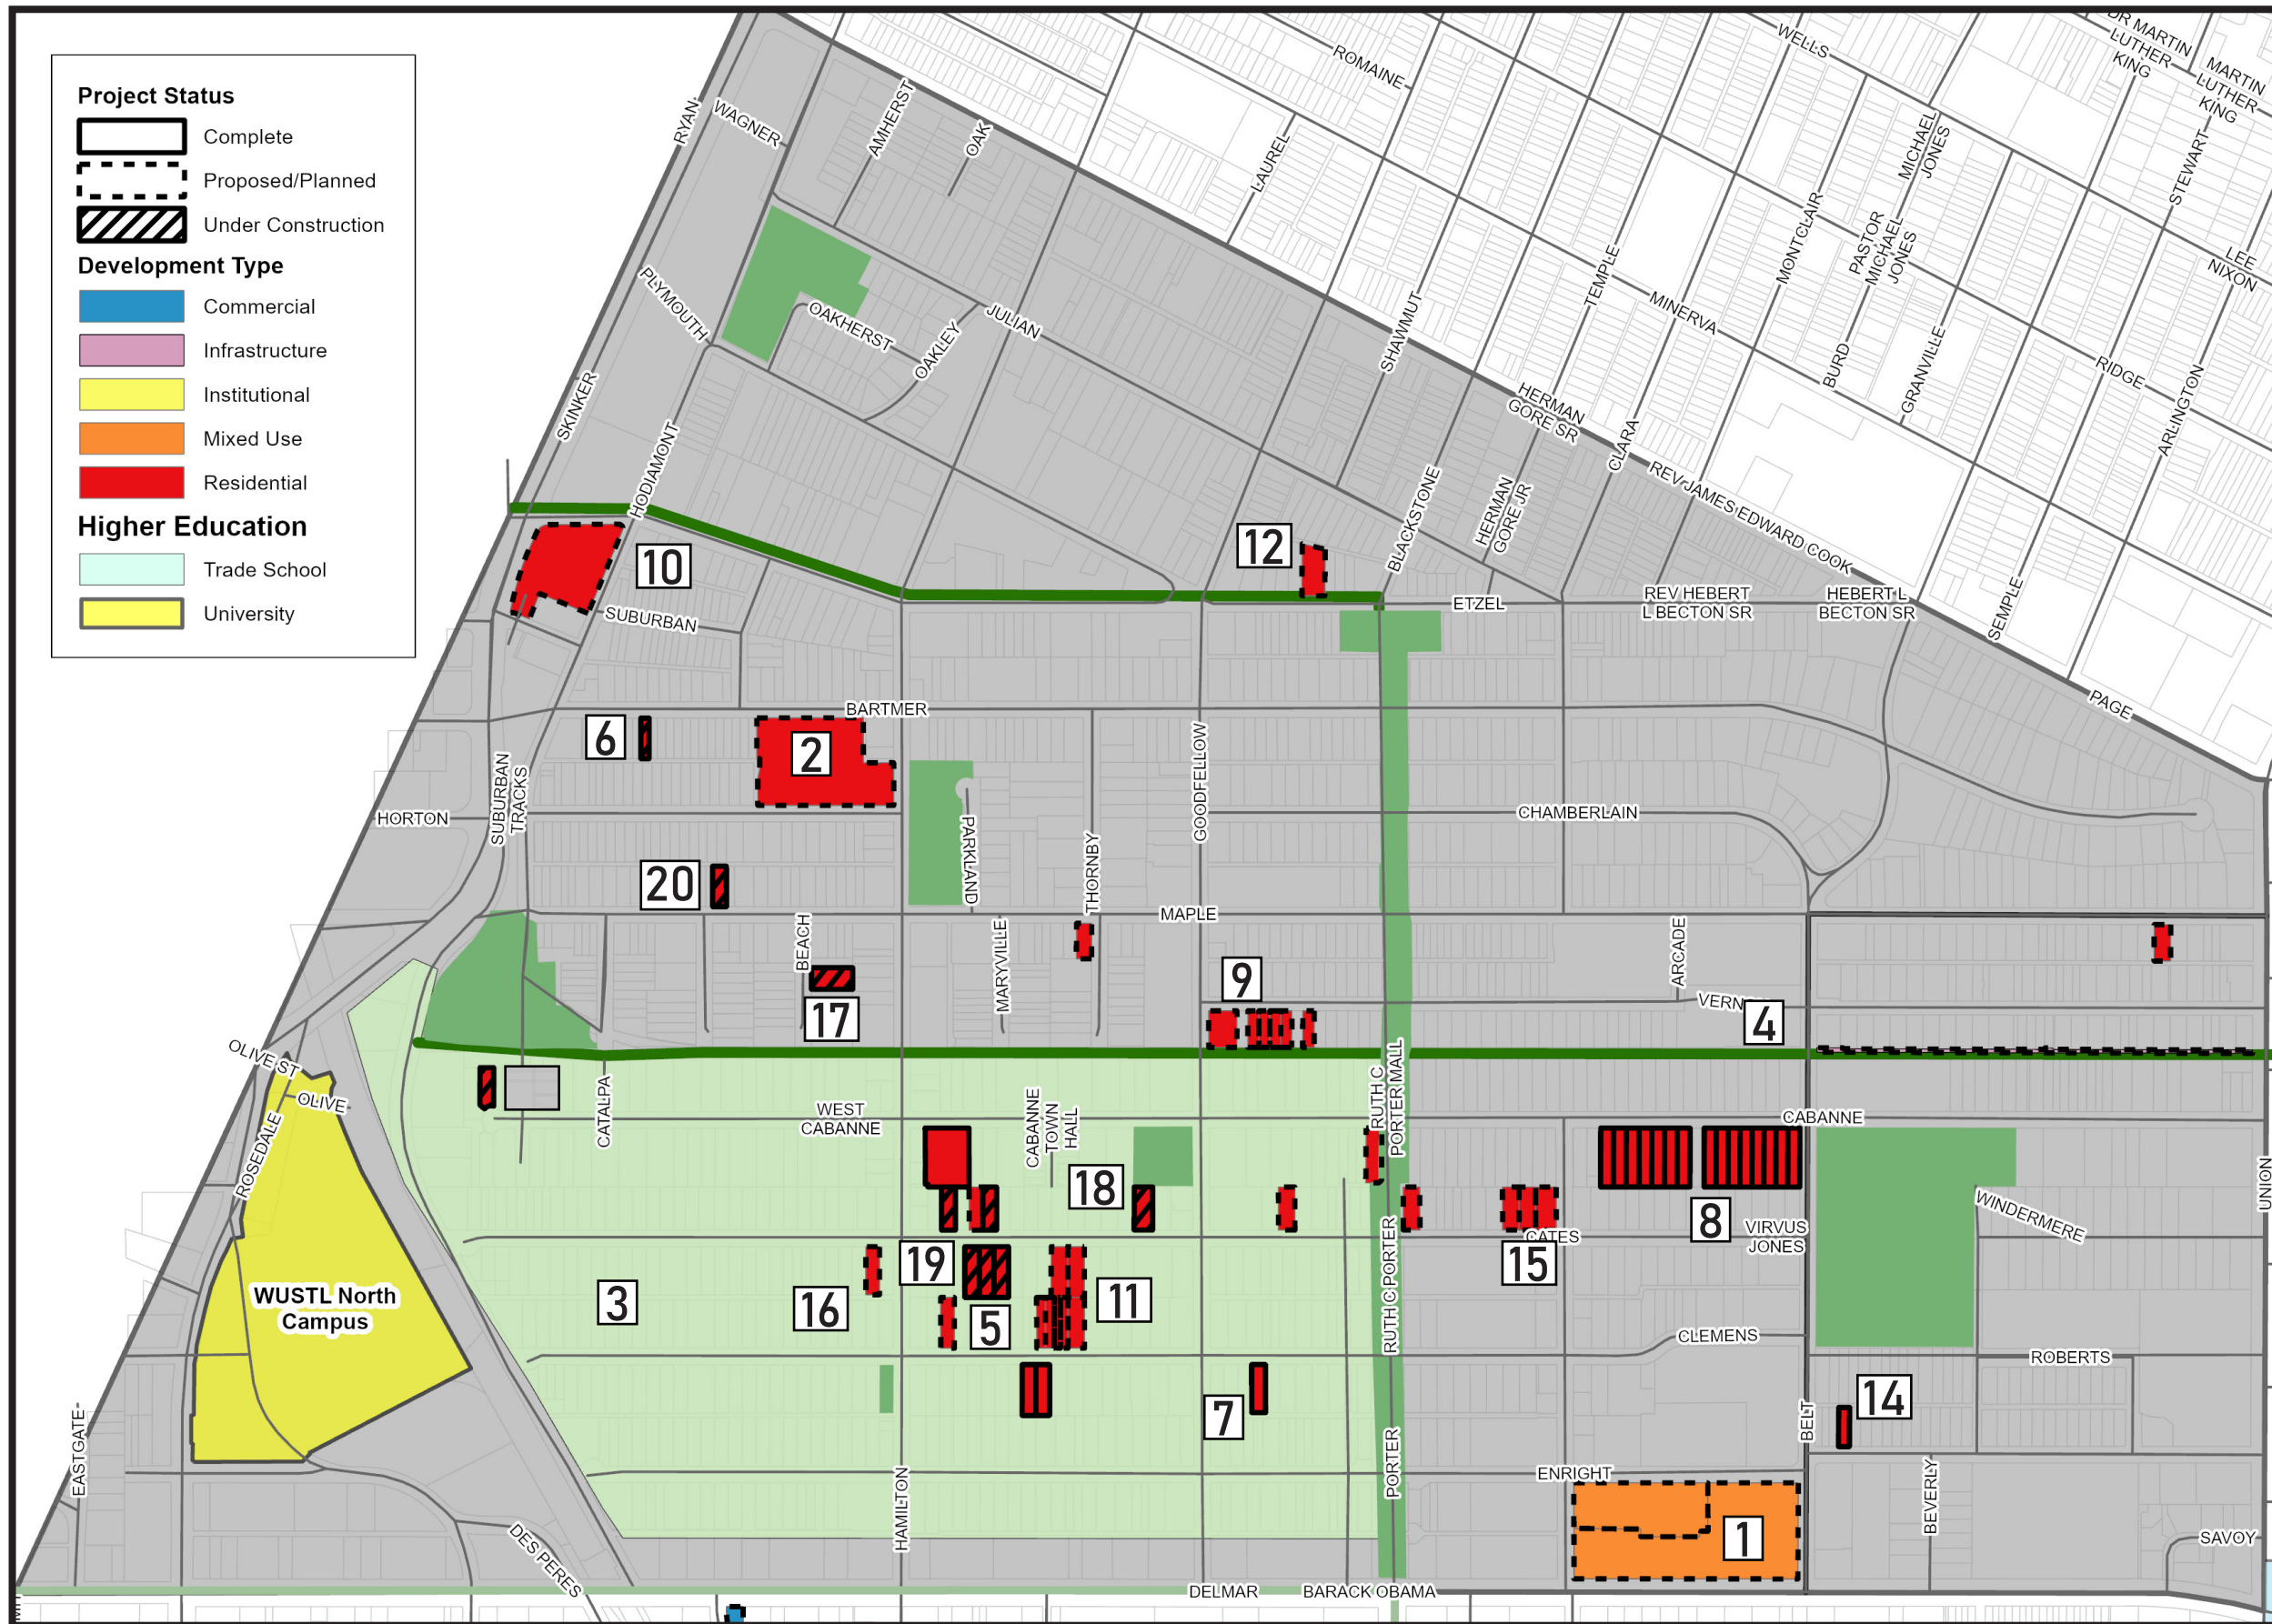 Project Status
Complete
Proposed/Planned
Under Construction
Development Type
Commercial
Infrastructure
Institutional
Mixed Use
Residential
Higher Education
Trade School
University
DR MARTIN
LUTHER
KING
MARTIN
LUTHER
KING
WELLS
ROMAINE
RYAN
WAGNER
AMHERST
OAK
LAUREL
MICHAEL
JONES
STEWART
PASTOR
MICHAEL
JONES
MONTCLAIR
LEE
NIXON
TEMPLE
MINERVA
PLYMOUTH
OAKHERST
OAKLEY
JULIAN
SHAWMUT
BURD
GRANVILLE
RIDGE
ARLINGTON
SKINKER
HODIAMONT
HERMAN
GORE SR
CLARA
REV JAMES EDWARD COOK
BLACKSTONE
HERMAN
GORE JR
12
10
SUBURBAN
ETZEL
REV HEBERT
L BECTON SR
HEBERT L
BECTON SR
SEMPLE
PAGE
BARTMER
6
2
SUBURBAN
TRACKS
HORTON
PARKLAND
THORNBY
GOODFELLOW
CHAMBERLAIN
20
MAPLE
BEACH
MARYVILLE
ARCADE
9
17
VERN
4
OLIVE ST
OLIVE
ROSEDALE
CATALPA
WEST
CABANNE
CABANNE
TOWN
HALL
RUTH C
PORTER MALL
CABANNE
18
8
VIRVUS
JONES
WINDERMERE
UNION
CATES
15
19
WUSTL North
Campus
3
16
5
11
RUTH C PORTER
CLEMENS
ROBERTS
7
14
BELT
EASTGATE
HAMILTON
PORTER
ENRIGHT
BEVERLY
1
SAVOY
DES PERES
DELMAR
BARACK OBAMA